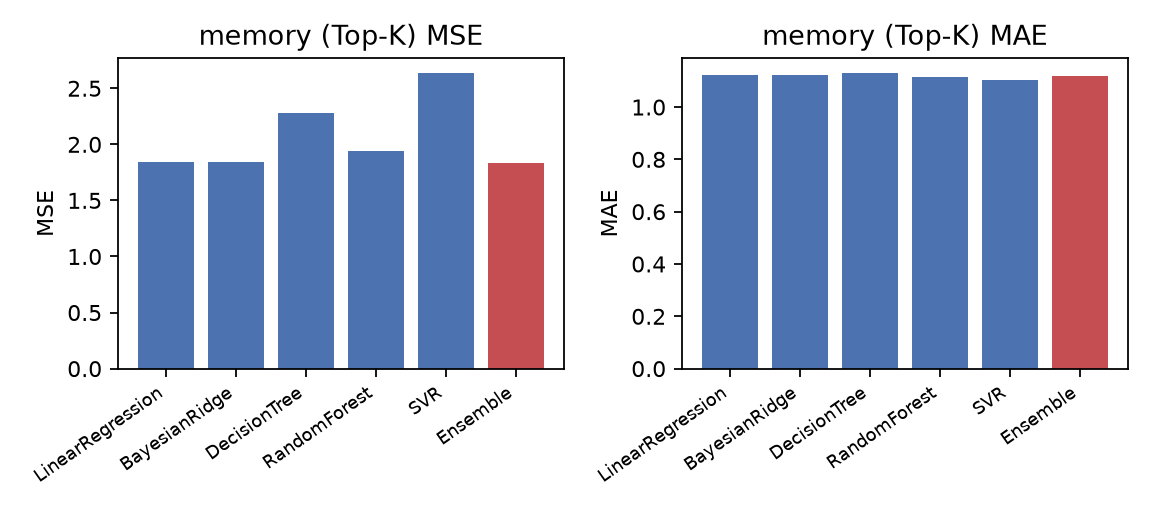 memory (Top-K) MSE
MSE
2.5
2.0
1.5
1.0
0.5
0.0
LinearRegression
BayesianRidge
DecisionTree
RandomForest
SVR
Ensemble
memory (Top-K) MAE
MAE
1.0
0.8
0.6
0.4
0.2
0.0
LinearRegression
BayesianRidge
DecisionTree
RandomForest
SVR
Ensemble